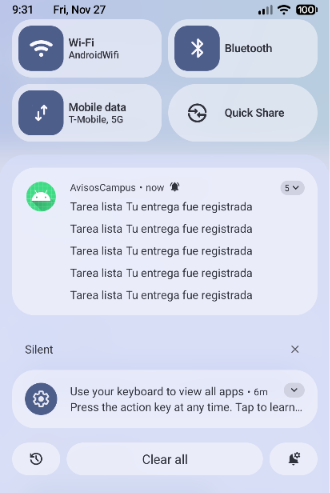 9:31 Fri, Nov 27 100
Wi-Fi
AndroidWifi
Bluetooth
Mobile data
T-Mobile, 5G
Quick Share
AvisosCampus • now 5
Tarea lista Tu entrega fue registrada
Tarea lista Tu entrega fue registrada
Tarea lista Tu entrega fue registrada
Tarea lista Tu entrega fue registrada
Tarea lista Tu entrega fue registrada
Silent
Use your keyboard to view all apps • 6m
Press the action key at any time. Tap to learn...
Clear all